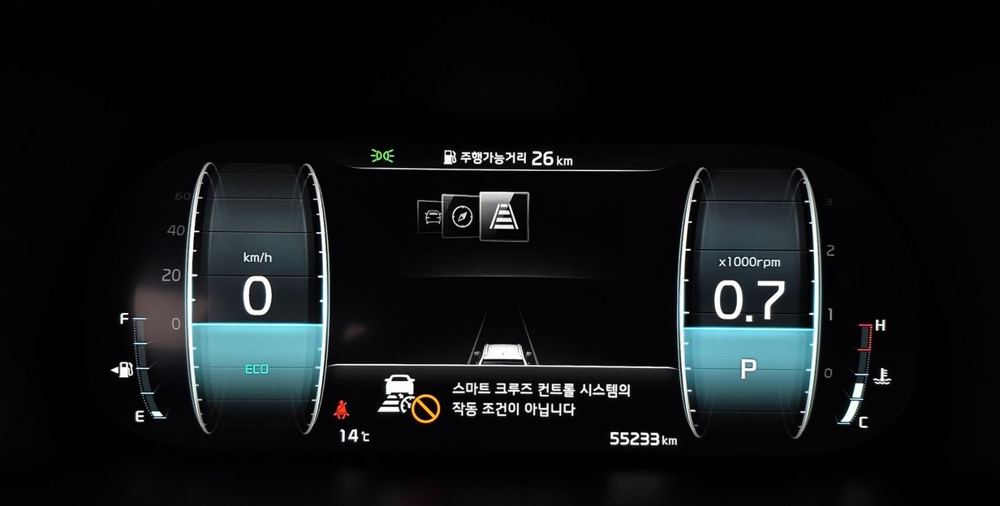 주행가능거리 26 km
60
40
20
0
km/h
0
ECO
F
E
x1000rpm
0.7
P
3
2
1
0
H
C
스마트 크루즈 컨트롤 시스템의
작동 조건이 아닙니다
14℃
55233 km